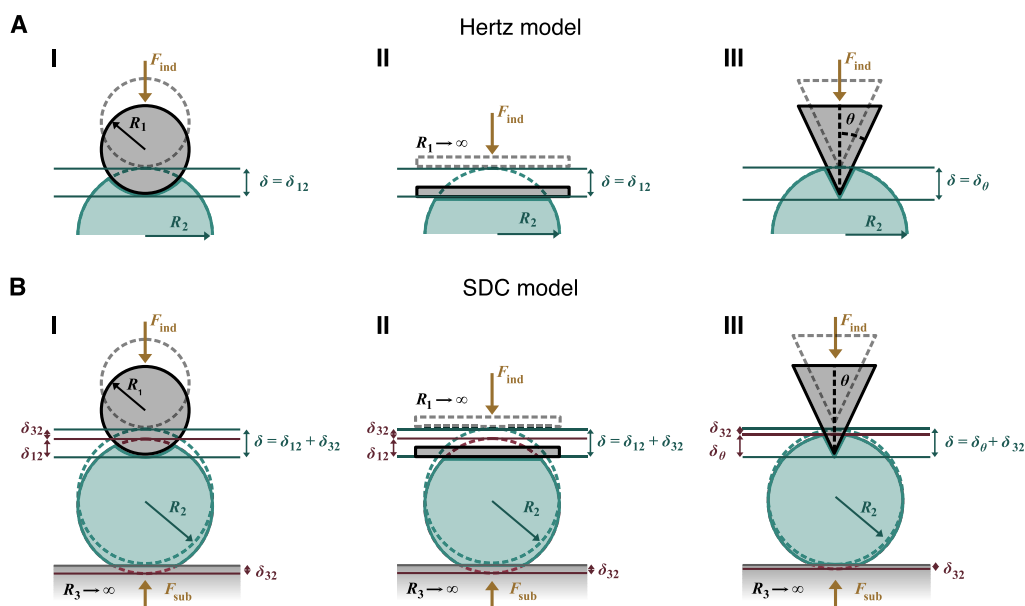 A
Hertz model
I
II
III
F_ind
F_ind
F_ind
R_1
R_1 → ∞
θ
δ = δ_12
δ = δ_12
δ = δ_θ
R_2
R_2
R_2
B
SDC model
I
II
III
F_ind
F_ind
F_ind
R_1
R_1 → ∞
θ
δ_32
δ_12
δ = δ_12 + δ_32
δ_32
δ_12
δ = δ_12 + δ_32
δ_32
δ_θ
δ = δ_θ + δ_32
R_2
R_2
R_2
δ_32
δ_32
δ_32
R_3 → ∞
F_sub
R_3 → ∞
F_sub
R_3 → ∞
F_sub